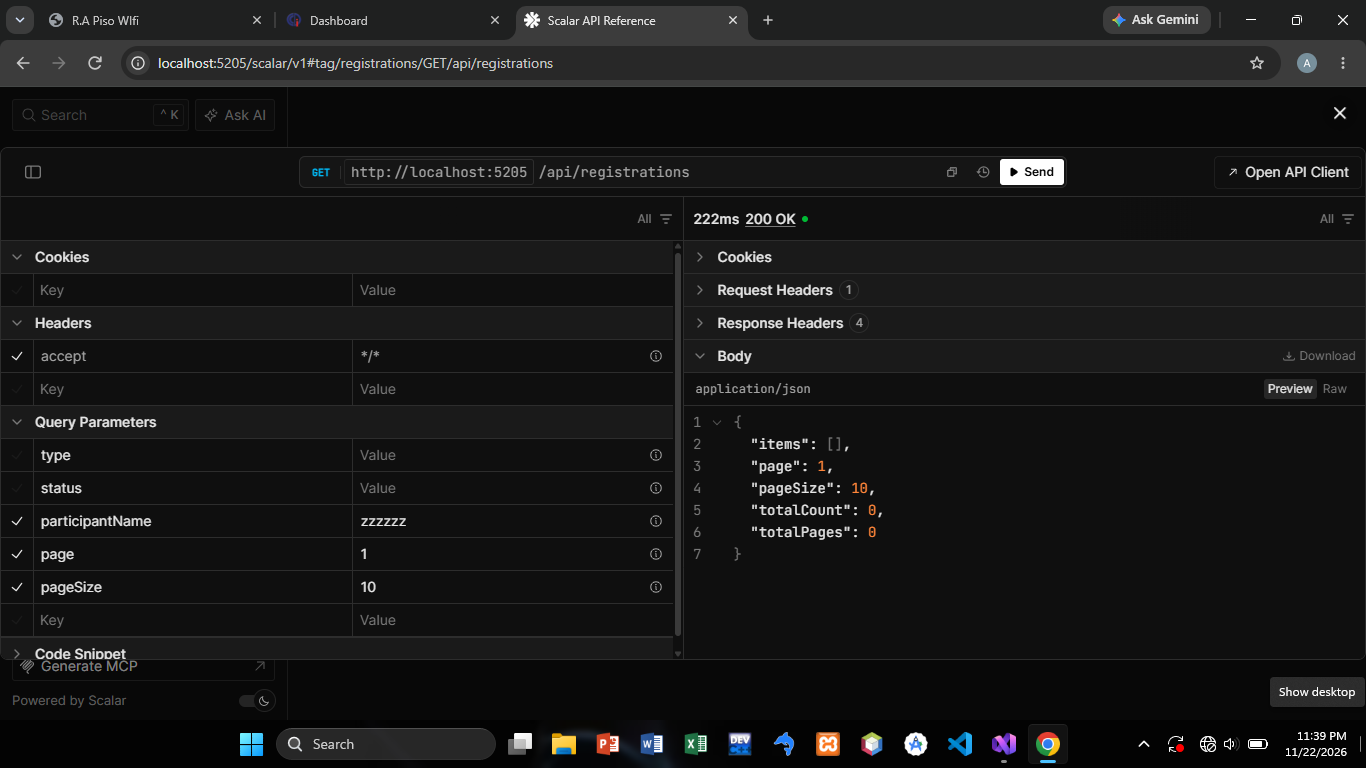 R.A Piso WIfi
Dashboard
Scalar API Reference
Ask Gemini
localhost:5205/scalar/v1#tag/registrations/GET/api/registrations
A
Search
^ K
Ask AI
GET
http://localhost:5205
/api/registrations
Send
Open API Client
All
222ms 200 OK
All
Cookies
Key
Value
Headers
accept
*/*
Key
Value
Query Parameters
type
Value
status
Value
participantName
zzzzzz
page
1
pageSize
10
Key
Value
Code Snippet
Cookies
Request Headers 1
Response Headers 4
Body
Download
application/json
Preview
Raw
1 {
2 "items": [],
3 "page": 1,
4 "pageSize": 10,
5 "totalCount": 0,
6 "totalPages": 0
7 }
Generate MCP
Powered by Scalar
Show desktop
Search
DEV
11:39 PM
11/22/2026